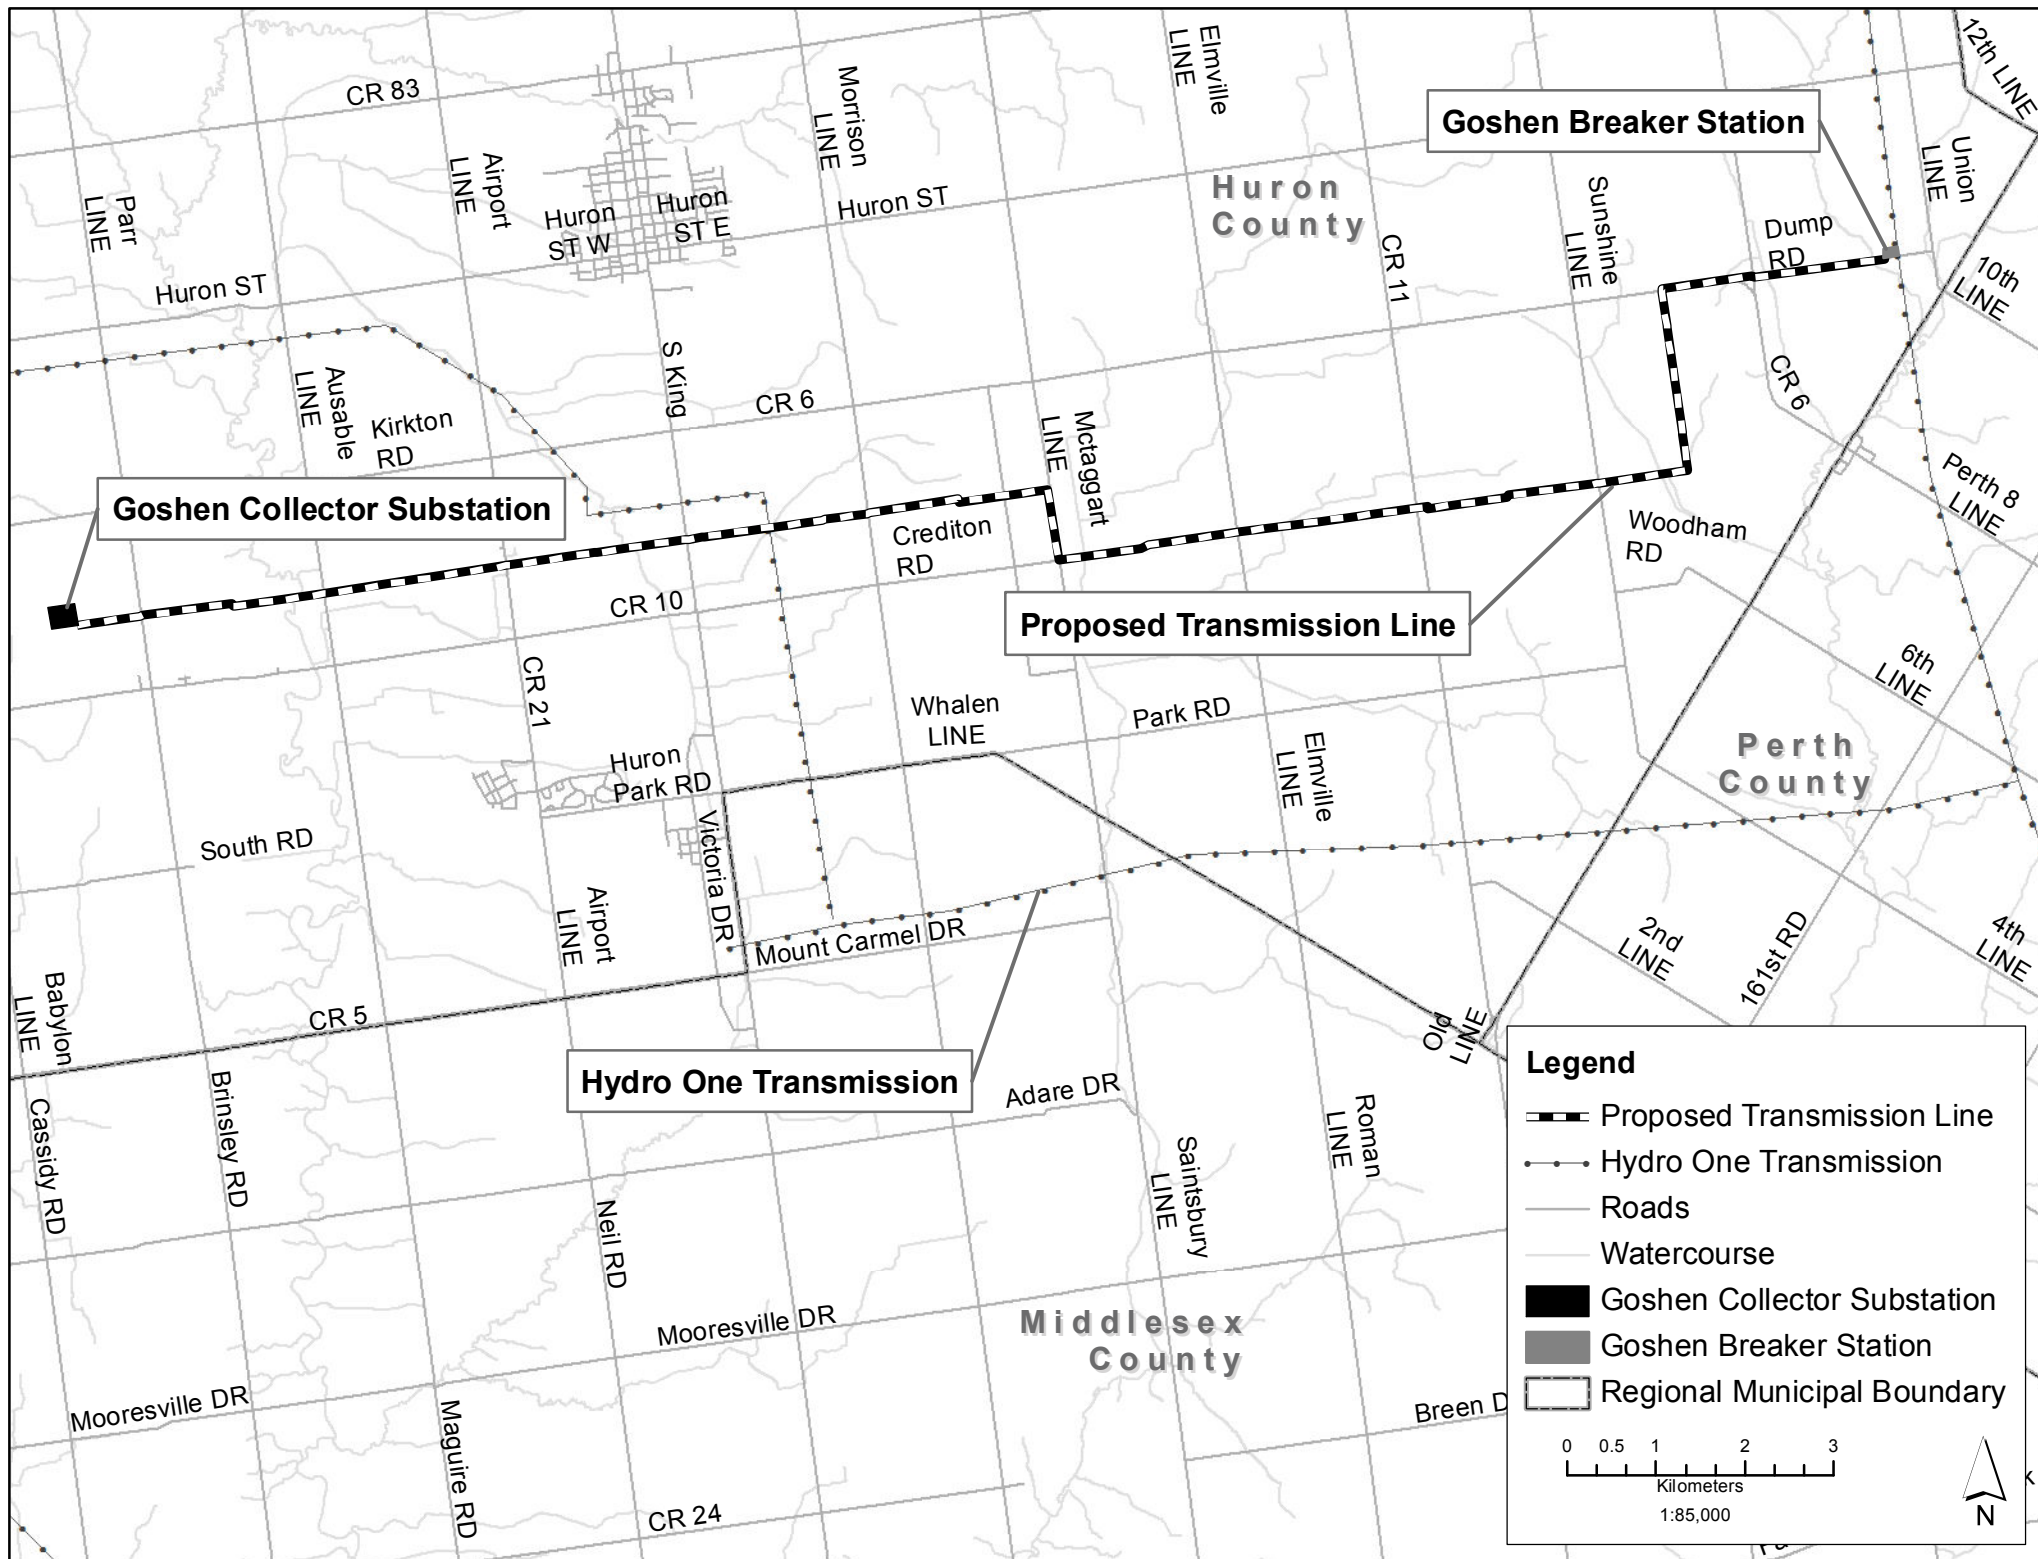 12th LINE
Elmville
LINE
CR 83
Morrison
LINE
Goshen Breaker Station
Union
LINE
Airport
LINE
Parr
LINE
Huron
County
Sunshine
LINE
Huron
ST W
Huron
ST E
Huron ST
Dump
RD
CR 11
10th
LINE
Huron ST
S King
Ausable
LINE
Kirkton
RD
CR 6
CR 6
Mctaggart
LINE
Perth 8
LINE
Goshen Collector Substation
Crediton
RD
Woodham
RD
CR 10
Proposed Transmission Line
6th
LINE
CR 21
Whalen
LINE
Park RD
Huron
Park RD
Elmville
LINE
Perth
County
Victoria DR
South RD
Airport
LINE
Mount Carmel DR
2nd
LINE
161st RD
4th
LINE
Babylon
LINE
CR 5
Old
LINE
Hydro One Transmission
Adare DR
Cassidy RD
Brinsley RD
Roman
LINE
Saintsbury
LINE
Neil RD
Mooresville DR
Middlesex
County
Mooresville DR
Maguire RD
Breen D
CR 24
Legend
Proposed Transmission Line
Hydro One Transmission
Roads
Watercourse
Goshen Collector Substation
Goshen Breaker Station
Regional Municipal Boundary
0 0.5 1 2 3
Kilometers
1:85,000
N